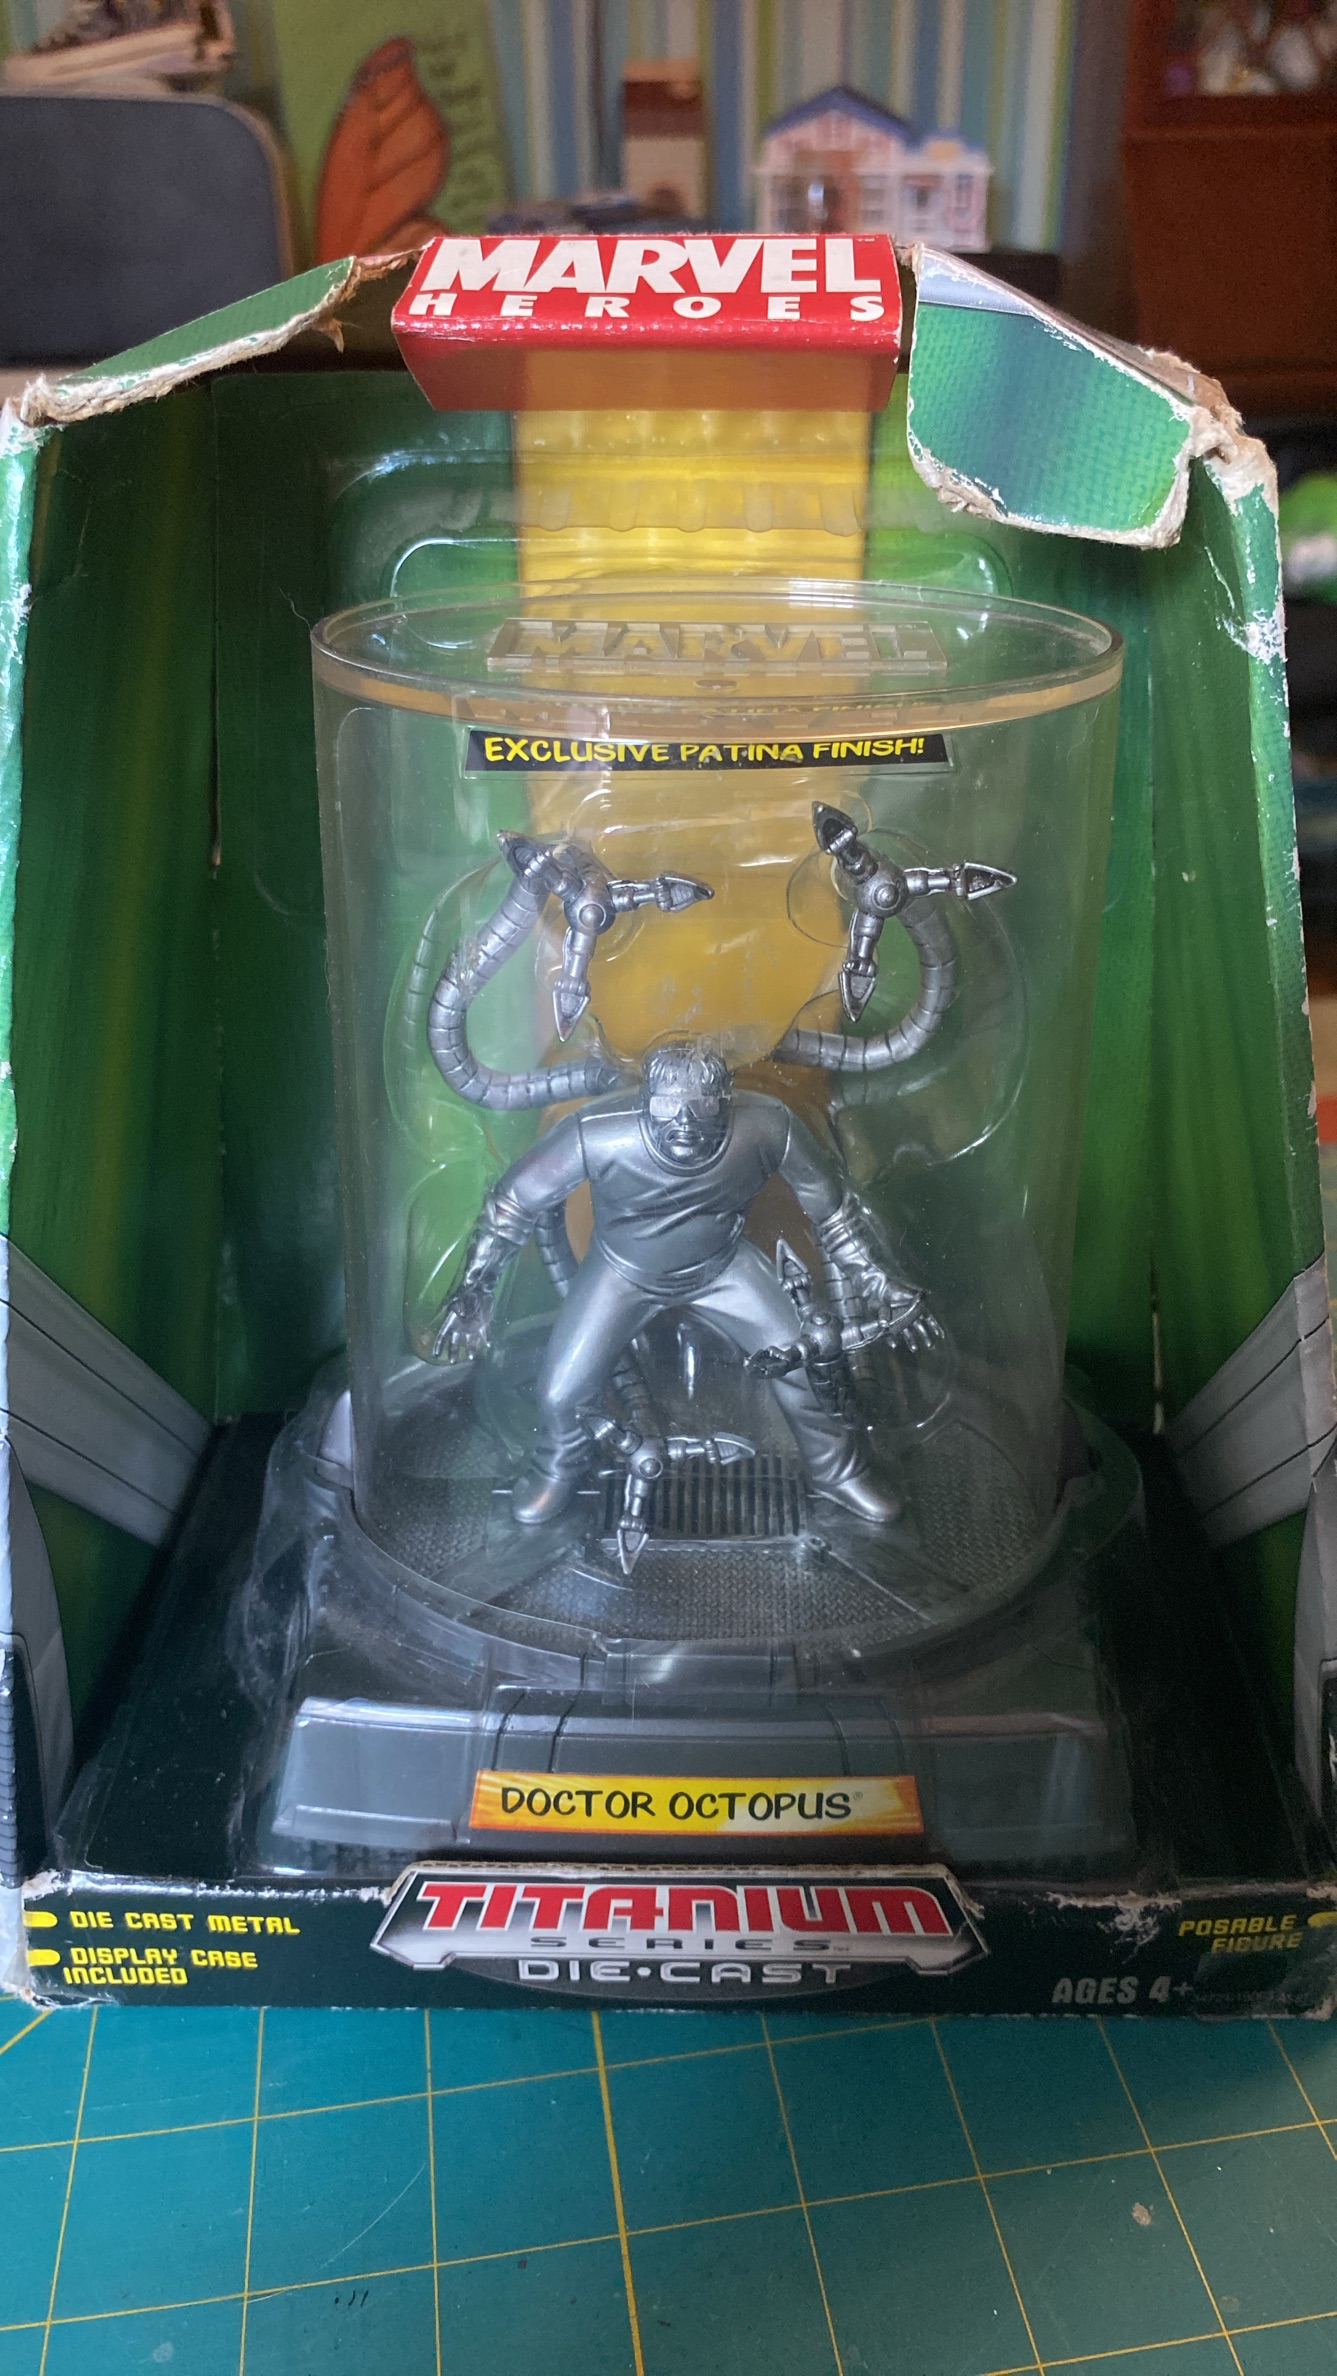 MARVEL
HEROES
MARVEL
EXCLUSIVE PATINA FINISH!
DOCTOR OCTOPUS®
TITANIUM
SERIES™
DIE•CAST
DIE CAST METAL
DISPLAY CASE
INCLUDED
POSABLE
FIGURE
AGES 4+